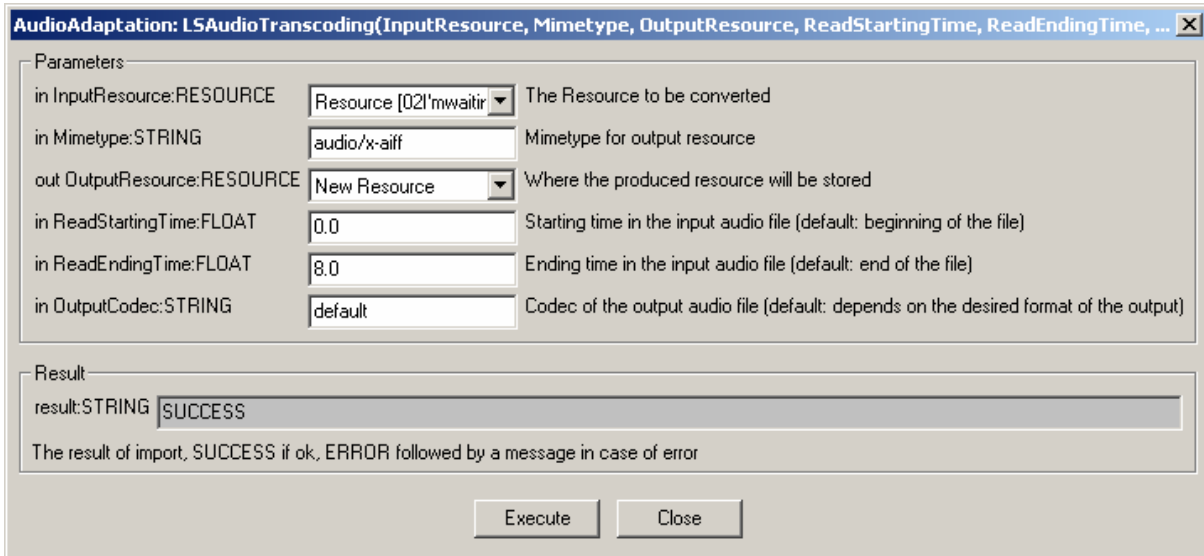 AudioAdaptation: LSAudioTranscoding(InputResource, Mimetype, OutputResource, ReadStartingTime, ReadEndingTime, ...
Parameters
in InputResource:RESOURCE Resource [02I'mwaitir The Resource to be converted
in Mimetype:STRING audio/x-aiff Mimetype for output resource
out OutputResource:RESOURCE New Resource Where the produced resource will be stored
in ReadStartingTime:FLOAT 0.0 Starting time in the input audio file (default: beginning of the file)
in ReadEndingTime:FLOAT 8.0 Ending time in the input audio file (default: end of the file)
in OutputCodec:STRING default Codec of the output audio file (default: depends on the desired format of the output)
Result
result:STRING SUCCESS
The result of import, SUCCESS if ok, ERROR followed by a message in case of error
Execute Close